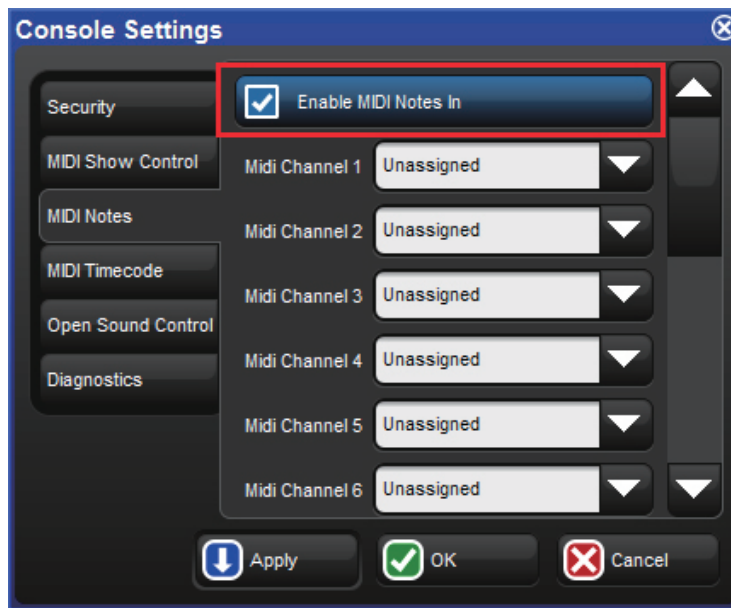 Console Settings
Security
MIDI Show Control
MIDI Notes
MIDI Timecode
Open Sound Control
Diagnostics
Enable MIDI Notes In
Midi Channel 1 Unassigned
Midi Channel 2 Unassigned
Midi Channel 3 Unassigned
Midi Channel 4 Unassigned
Midi Channel 5 Unassigned
Midi Channel 6 Unassigned
Apply OK Cancel